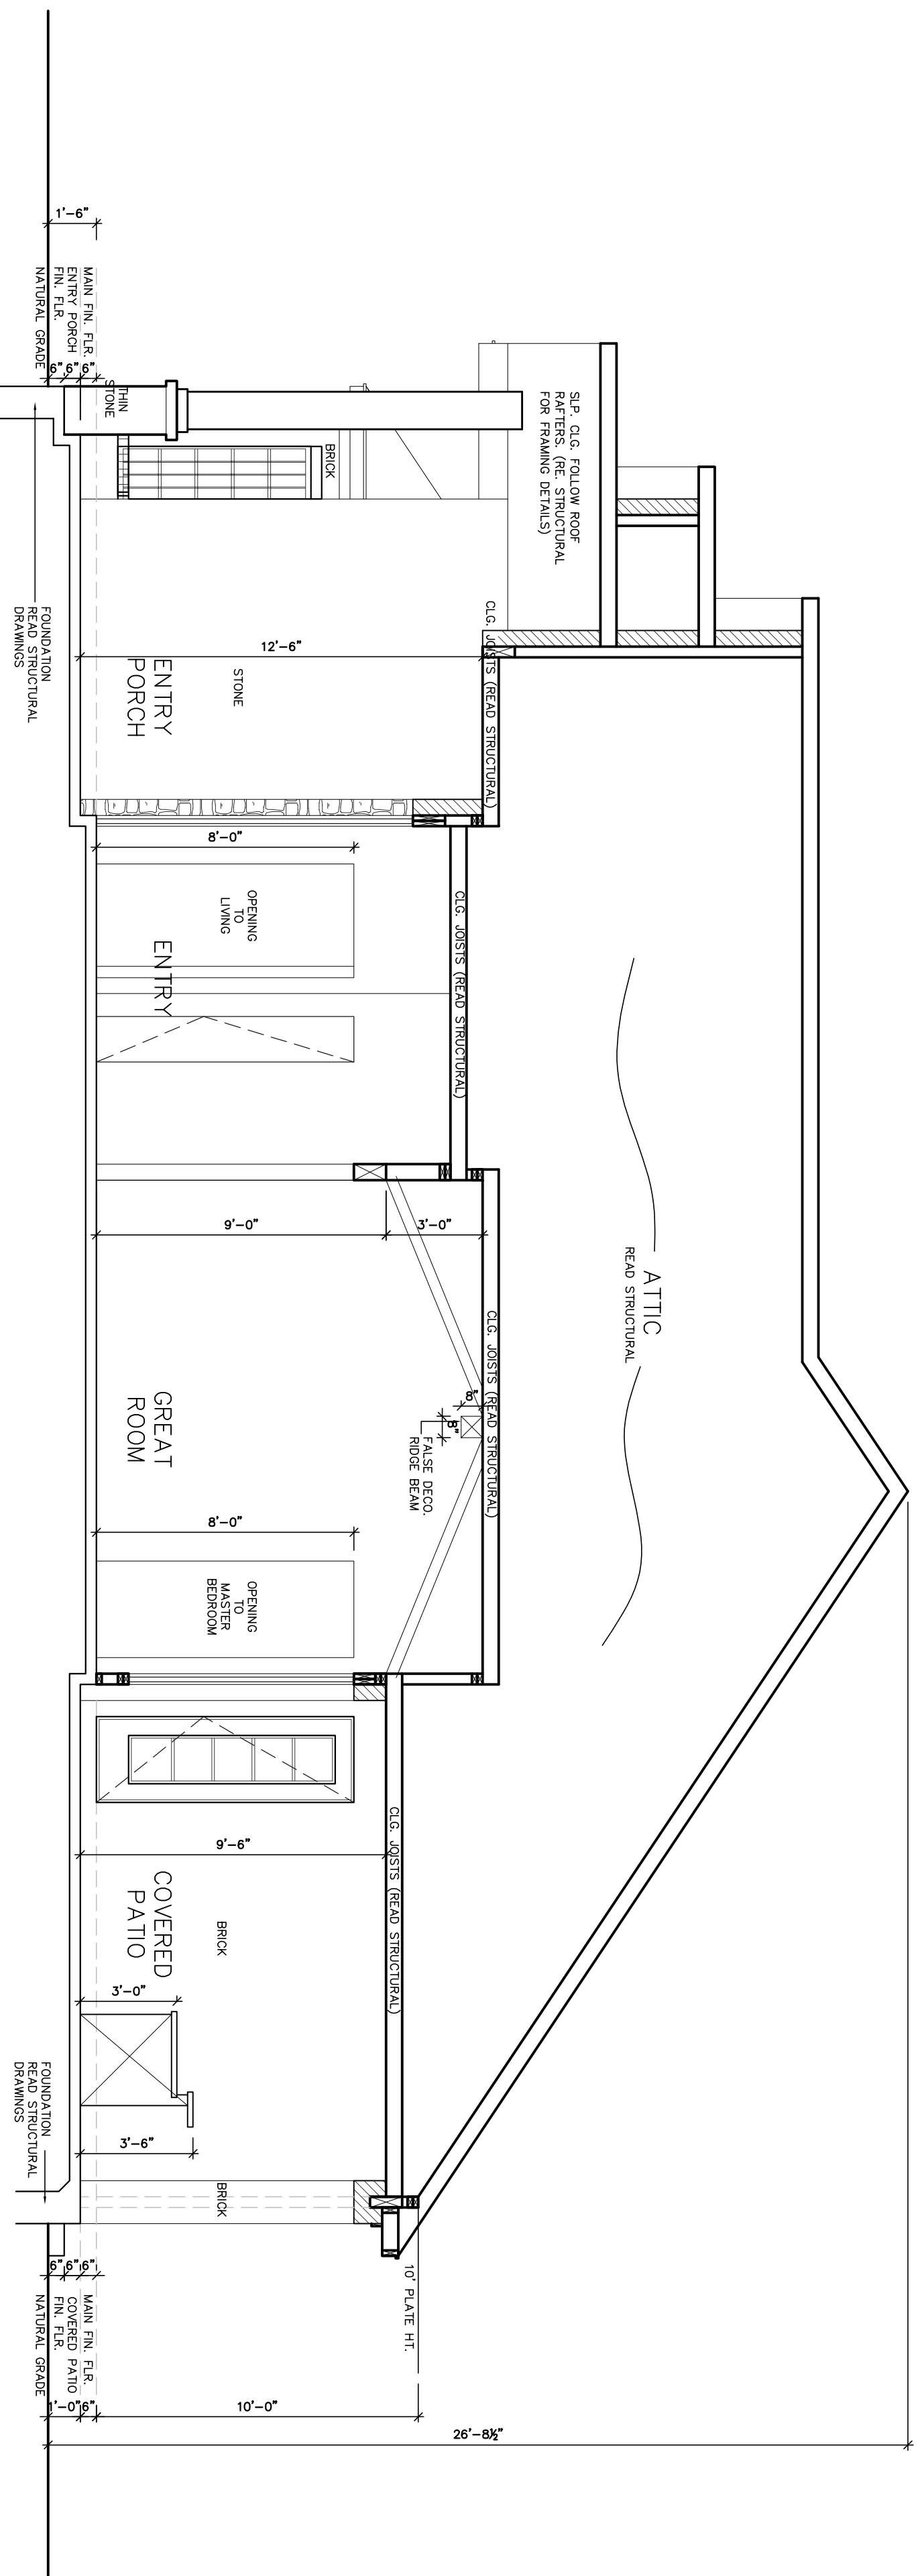 1'-6"
MAIN FIN. FLR.
ENTRY PORCH
FIN. FLR.
NATURAL GRADE
6"
6"
6"
THIN
STONE
BRICK
SLP. CLG. FOLLOW ROOF
RAFTERS. (RE. STRUCTURAL
FOR FRAMING DETAILS)
FOUNDATION
READ STRUCTURAL
DRAWINGS
12'-6"
STONE
ENTRY
PORCH
CLG. JOISTS (READ STRUCTURAL)
8'-0"
OPENING
TO
LIVING
ENTRY
CLG. JOISTS (READ STRUCTURAL)
ATTIC
READ STRUCTURAL
9'-0"
3'-0"
CLG. JOISTS (READ STRUCTURAL)
8"
8"
FALSE DECO.
RIDGE BEAM
GREAT
ROOM
8'-0"
OPENING
TO
MASTER
BEDROOM
9'-6"
CLG. JOISTS (READ STRUCTURAL)
COVERED
PATIO
BRICK
3'-0"
3'-6"
BRICK
FOUNDATION
READ STRUCTURAL
DRAWINGS
10' PLATE HT.
6"
6"
6"
MAIN FIN. FLR.
COVERED PATIO
FIN. FLR.
NATURAL GRADE
1'-0"
6"
10'-0"
26'-8½"